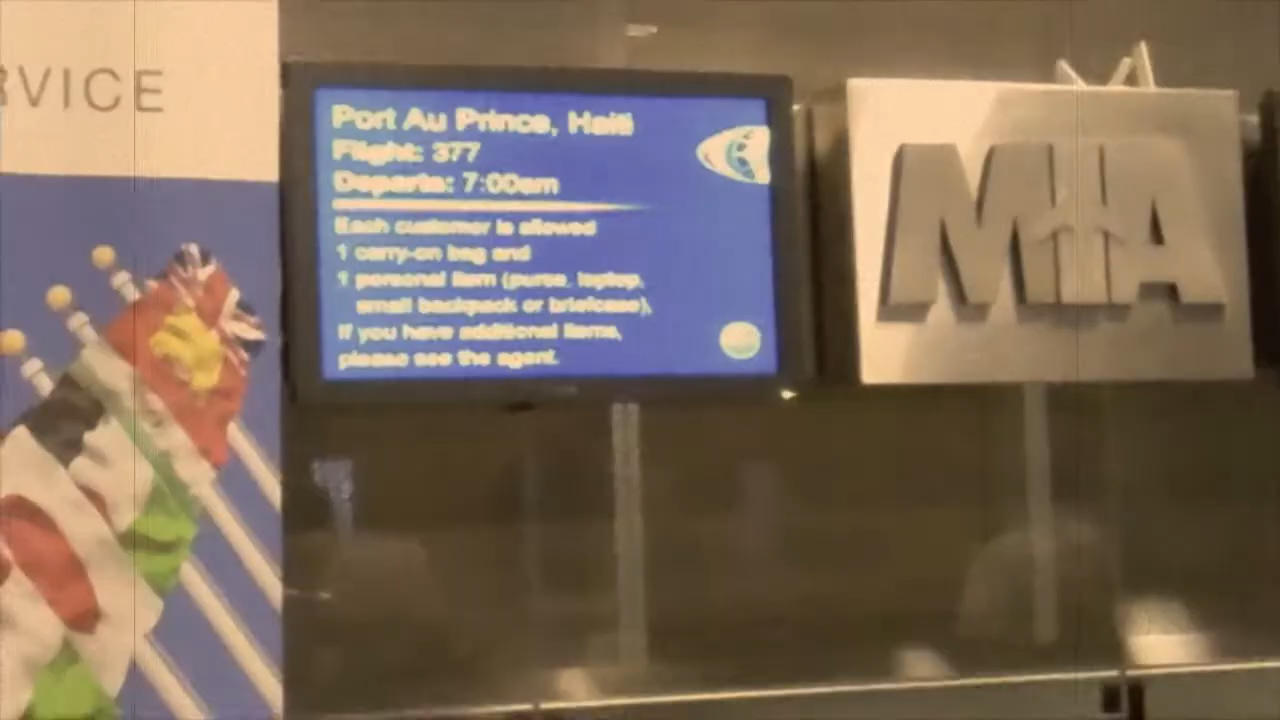 RVICE
Port Au Prince, Haiti
Flight: 377
Departs: 7:00am
Each customer is allowed
1 carry-on bag and
1 personal item (purse, laptop,
small backpack or briefcase).
If you have additional items,
please see the agent.
MIA